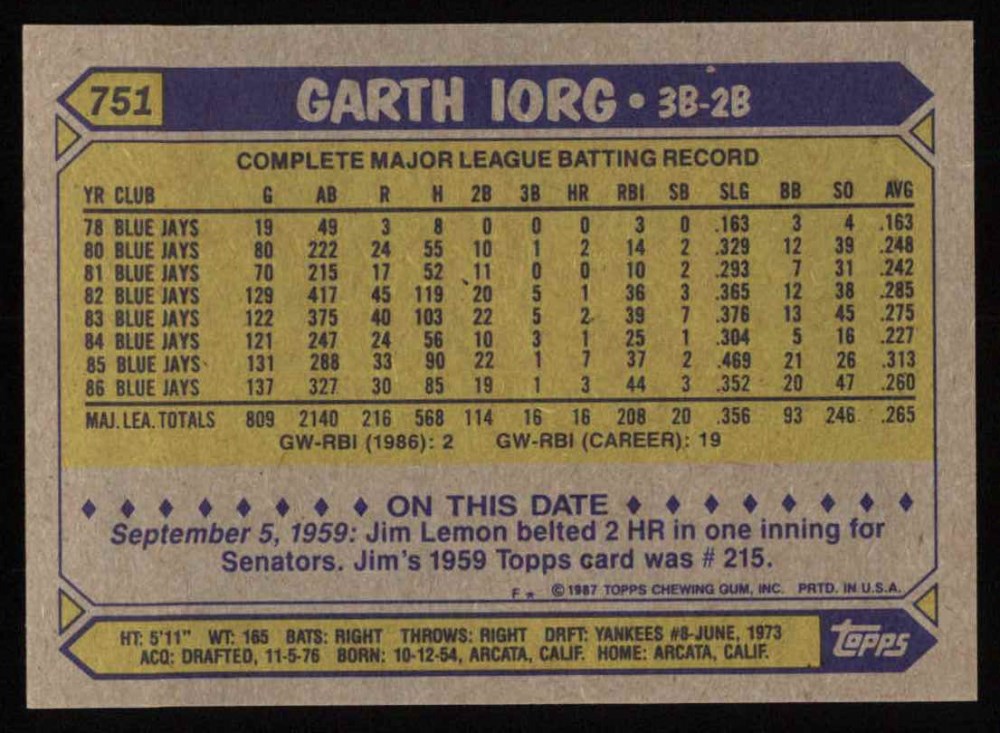 751 GARTH IORG • 3B-2B
COMPLETE MAJOR LEAGUE BATTING RECORD
YR CLUB G AB R H 2B 3B HR RBI SB SLG BB SO AVG
78 BLUE JAYS 19 49 3 8 0 0 0 3 0 .163 3 4 .163
80 BLUE JAYS 80 222 24 55 10 1 2 14 2 .329 12 39 .248
81 BLUE JAYS 70 215 17 52 11 0 0 10 2 .293 7 31 .242
82 BLUE JAYS 129 417 45 119 20 5 1 36 3 .365 12 38 .285
83 BLUE JAYS 122 375 40 103 22 5 2 39 7 .376 13 45 .275
84 BLUE JAYS 121 247 24 56 10 3 1 25 1 .304 5 16 .227
85 BLUE JAYS 131 288 33 90 22 1 7 37 2 .469 21 26 .313
86 BLUE JAYS 137 327 30 85 19 1 3 44 3 .352 20 47 .260
MAJ. LEA. TOTALS 809 2140 216 568 114 16 16 208 20 .356 93 246 .265
GW-RBI (1986): 2 GW-RBI (CAREER): 19
ON THIS DATE
September 5, 1959: Jim Lemon belted 2 HR in one inning for
Senators. Jim's 1959 Topps card was # 215.
F * © 1987 TOPPS CHEWING GUM, INC. PRTD. IN U.S.A.
HT: 5'11" WT: 165 BATS: RIGHT THROWS: RIGHT DRFT: YANKEES #8-JUNE, 1973
ACQ: DRAFTED, 11-5-76 BORN: 10-12-54, ARCATA, CALIF. HOME: ARCATA, CALIF.
topps